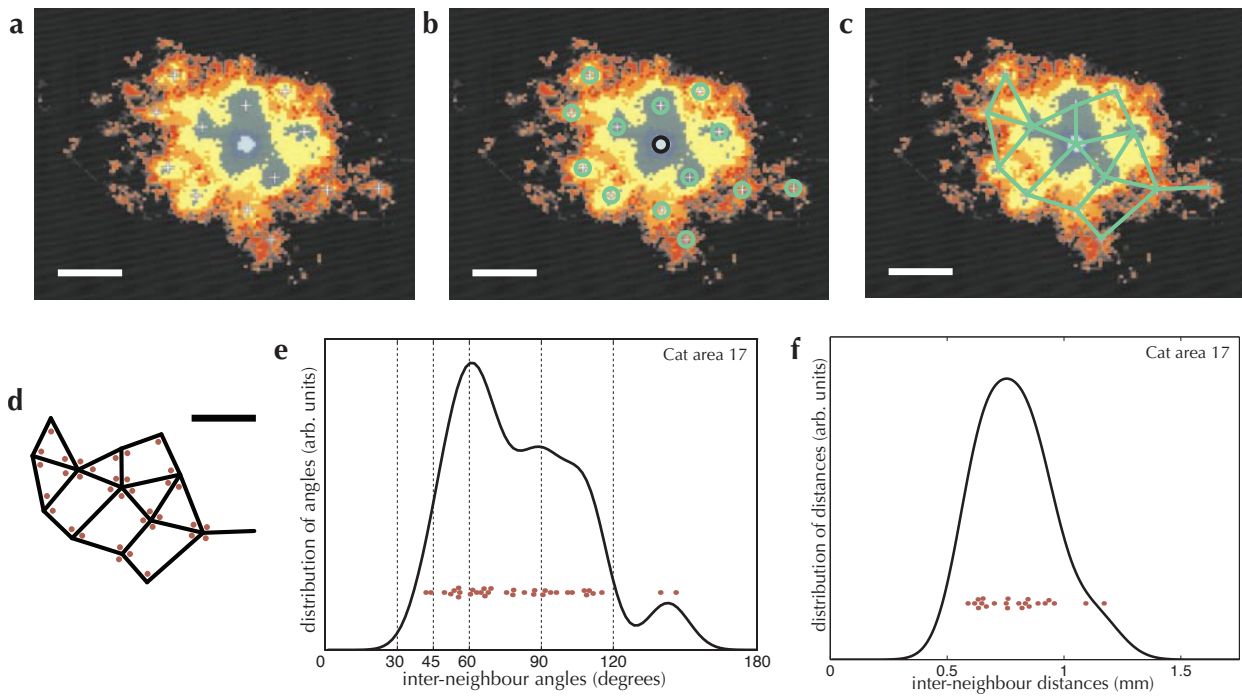 a
b
c
d
e
Cat area 17
distribution of angles (arb. units)
0 30 45 60 90 120 180
inter-neighbour angles (degrees)
f
Cat area 17
distribution of distances (arb. units)
0 0.5 1 1.5
inter-neighbour distances (mm)